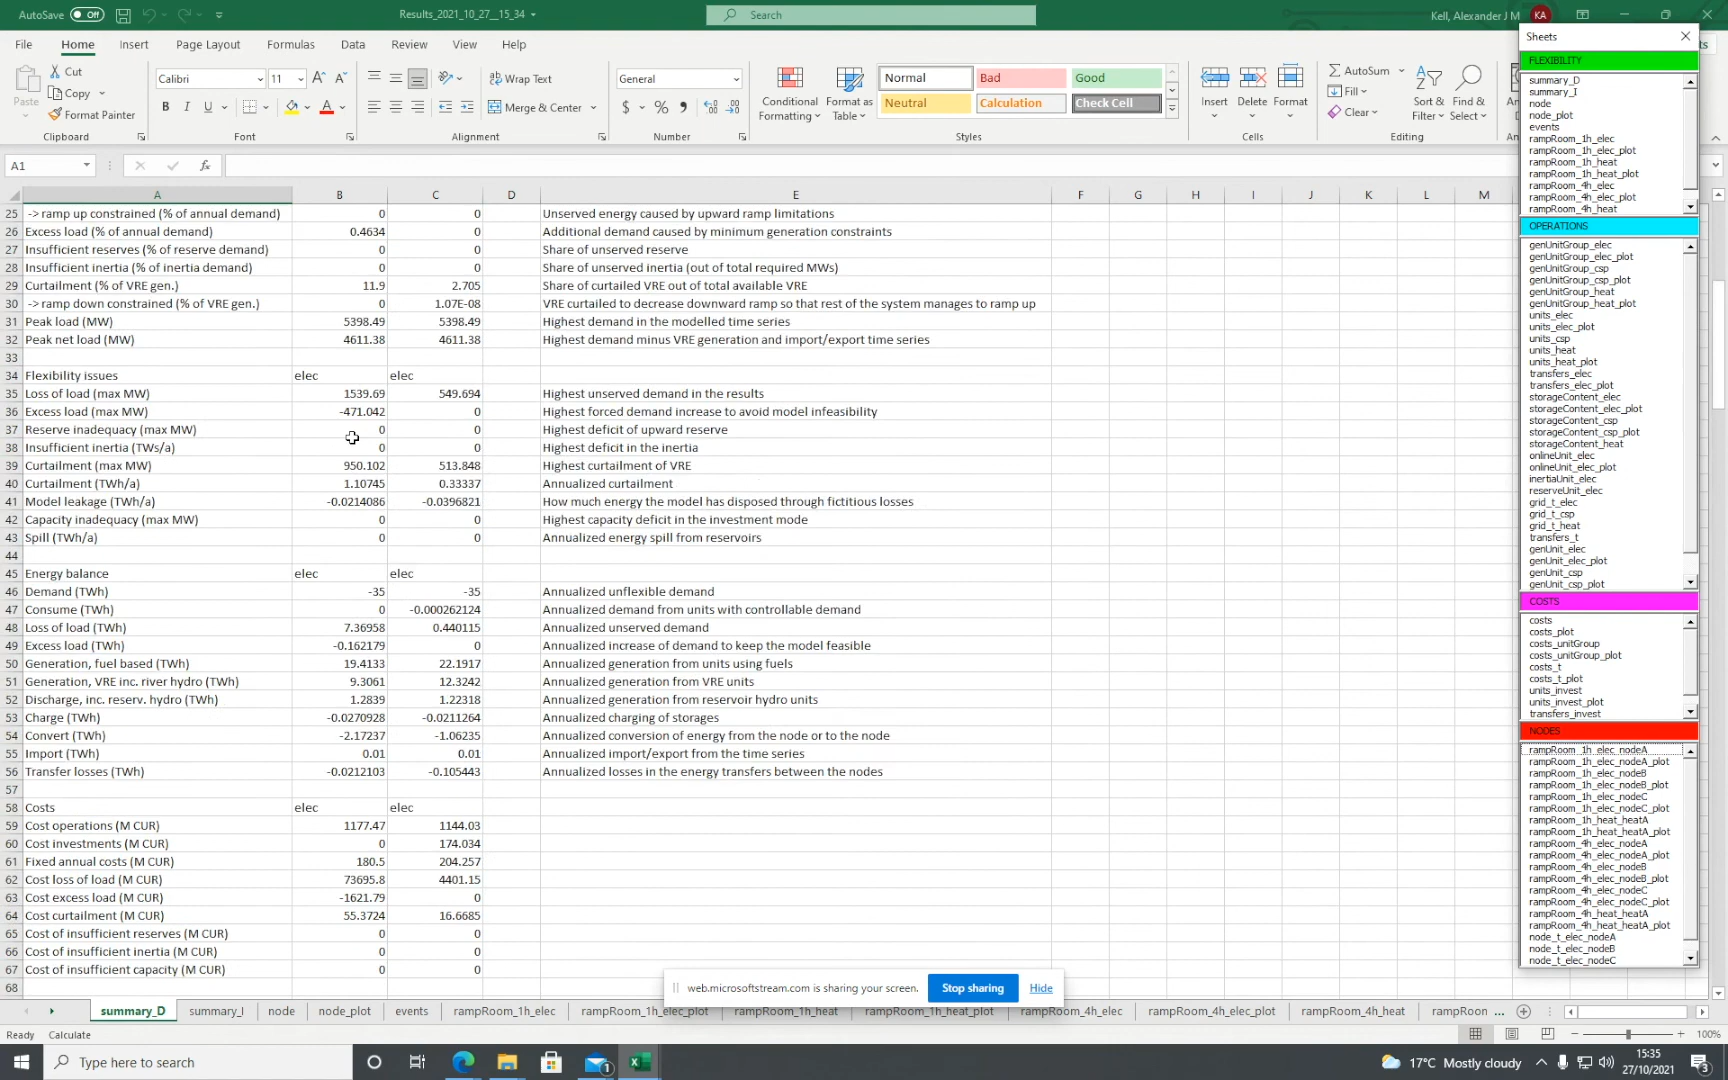 AutoSave Off Results_2021_10_27__15_34 Search Kell, Alexander J M KA
File Home Insert Page Layout Formulas Data Review View Help
Paste Cut Copy Format Painter Clipboard
Calibri 11 B I U Font
Wrap Text Merge & Center Alignment
General Number
Conditional Formatting Format as Table
Normal Bad Good
Neutral Calculation Check Cell
Styles
Insert Delete Format Cells
AutoSum Fill Clear Sort & Filter Find & Select Editing
A1 fx
A B C D E F G H I J K L M
25 -> ramp up constrained (% of annual demand) 0 0 Unserved energy caused by upward ramp limitations
26 Excess load (% of annual demand) 0.4634 0 Additional demand caused by minimum generation constraints
27 Insufficient reserves (% of reserve demand) 0 0 Share of unserved reserve
28 Insufficient inertia (% of inertia demand) 0 0 Share of unserved inertia (out of total required MWs)
29 Curtailment (% of VRE gen.) 11.9 2.705 Share of curtailed VRE out of total available VRE
30 -> ramp down constrained (% of VRE gen.) 0 1.07E-08 VRE curtailed to decrease downward ramp so that rest of the system manages to ramp up
31 Peak load (MW) 5398.49 5398.49 Highest demand in the modelled time series
32 Peak net load (MW) 4611.38 4611.38 Highest demand minus VRE generation and import/export time series
33
34 Flexibility issues elec elec
35 Loss of load (max MW) 1539.69 549.694 Highest unserved demand in the results
36 Excess load (max MW) -471.042 0 Highest forced demand increase to avoid model infeasibility
37 Reserve inadequacy (max MW) 0 0 Highest deficit of upward reserve
38 Insufficient inertia (TWs/a) 0 0 Highest deficit in the inertia
39 Curtailment (max MW) 950.102 513.848 Highest curtailment of VRE
40 Curtailment (TWh/a) 1.10745 0.33337 Annualized curtailment
41 Model leakage (TWh/a) -0.0214086 -0.0396821 How much energy the model has disposed through fictitious losses
42 Capacity inadequacy (max MW) 0 0 Highest capacity deficit in the investment mode
43 Spill (TWh/a) 0 0 Annualized energy spill from reservoirs
44
45 Energy balance elec elec
46 Demand (TWh) -35 -35 Annualized unflexible demand
47 Consume (TWh) 0 -0.000262124 Annualized demand from units with controllable demand
48 Loss of load (TWh) 7.36958 0.440115 Annualized unserved demand
49 Excess load (TWh) -0.162179 0 Annualized increase of demand to keep the model feasible
50 Generation, fuel based (TWh) 19.4133 22.1917 Annualized generation from units using fuels
51 Generation, VRE inc. river hydro (TWh) 9.3061 12.3242 Annualized generation from VRE units
52 Discharge, inc. reserv. hydro (TWh) 1.2839 1.22318 Annualized generation from reservoir hydro units
53 Charge (TWh) -0.0270928 -0.0211264 Annualized charging of storages
54 Convert (TWh) -2.17237 -1.06235 Annualized conversion of energy from the node or to the node
55 Import (TWh) 0.01 0.01 Annualized import/export from the time series
56 Transfer losses (TWh) -0.0212103 -0.105443 Annualized losses in the energy transfers between the nodes
57
58 Costs elec elec
59 Cost operations (M CUR) 1177.47 1144.03
60 Cost investments (M CUR) 0 174.034
61 Fixed annual costs (M CUR) 180.5 204.257
62 Cost loss of load (M CUR) 73695.8 4401.15
63 Cost excess load (M CUR) -1621.79 0
64 Cost curtailment (M CUR) 55.3724 16.6685
65 Cost of insufficient reserves (M CUR) 0 0
66 Cost of insufficient inertia (M CUR) 0 0
67 Cost of insufficient capacity (M CUR) 0 0
68
web.microsoftstream.com is sharing your screen. Stop sharing Hide
summary_D summary_I node node_plot events rampRoom_1h_elec rampRoom_1h_elec_plot rampRoom_1h_heat rampRoom_1h_heat_plot rampRoom_4h_elec rampRoom_4h_elec_plot rampRoom_4h_heat rampRoon ...
Ready Calculate 100%
Type here to search 17°C Mostly cloudy 15:35
27/10/2021
Sheets
FLEXIBILITY
summary_D
summary_I
node
node_plot
events
rampRoom_1h_elec
rampRoom_1h_elec_plot
rampRoom_1h_heat
rampRoom_1h_heat_plot
rampRoom_4h_elec
rampRoom_4h_elec_plot
rampRoom_4h_heat
OPERATIONS
genUnitGroup_elec
genUnitGroup_elec_plot
genUnitGroup_csp
genUnitGroup_csp_plot
genUnitGroup_heat
genUnitGroup_heat_plot
units_elec
units_elec_plot
units_csp
units_heat
units_heat_plot
transfers_elec
transfers_elec_plot
storageContent_elec
storageContent_elec_plot
storageContent_csp
storageContent_csp_plot
storageContent_heat
onlineUnit_elec
onlineUnit_elec_plot
inertiaUnit_elec
reserveUnit_elec
grid_t_elec
grid_t_csp
grid_t_heat
transfers_t
genUnit_elec
genUnit_elec_plot
genUnit_csp
genUnit_csp_plot
COSTS
costs
costs_plot
costs_unitGroup
costs_unitGroup_plot
costs_t
costs_t_plot
units_invest
units_invest_plot
transfers_invest
NODES
rampRoom_1h_elec_nodeA
rampRoom_1h_elec_nodeA_plot
rampRoom_1h_elec_nodeB
rampRoom_1h_elec_nodeB_plot
rampRoom_1h_elec_nodeC
rampRoom_1h_elec_nodeC_plot
rampRoom_1h_heat_heatA
rampRoom_1h_heat_heatA_plot
rampRoom_4h_elec_nodeA
rampRoom_4h_elec_nodeA_plot
rampRoom_4h_elec_nodeB
rampRoom_4h_elec_nodeB_plot
rampRoom_4h_elec_nodeC
rampRoom_4h_elec_nodeC_plot
rampRoom_4h_heat_heatA
rampRoom_4h_heat_heatA_plot
node_t_elec_nodeA
node_t_elec_nodeB
node_t_elec_nodeC